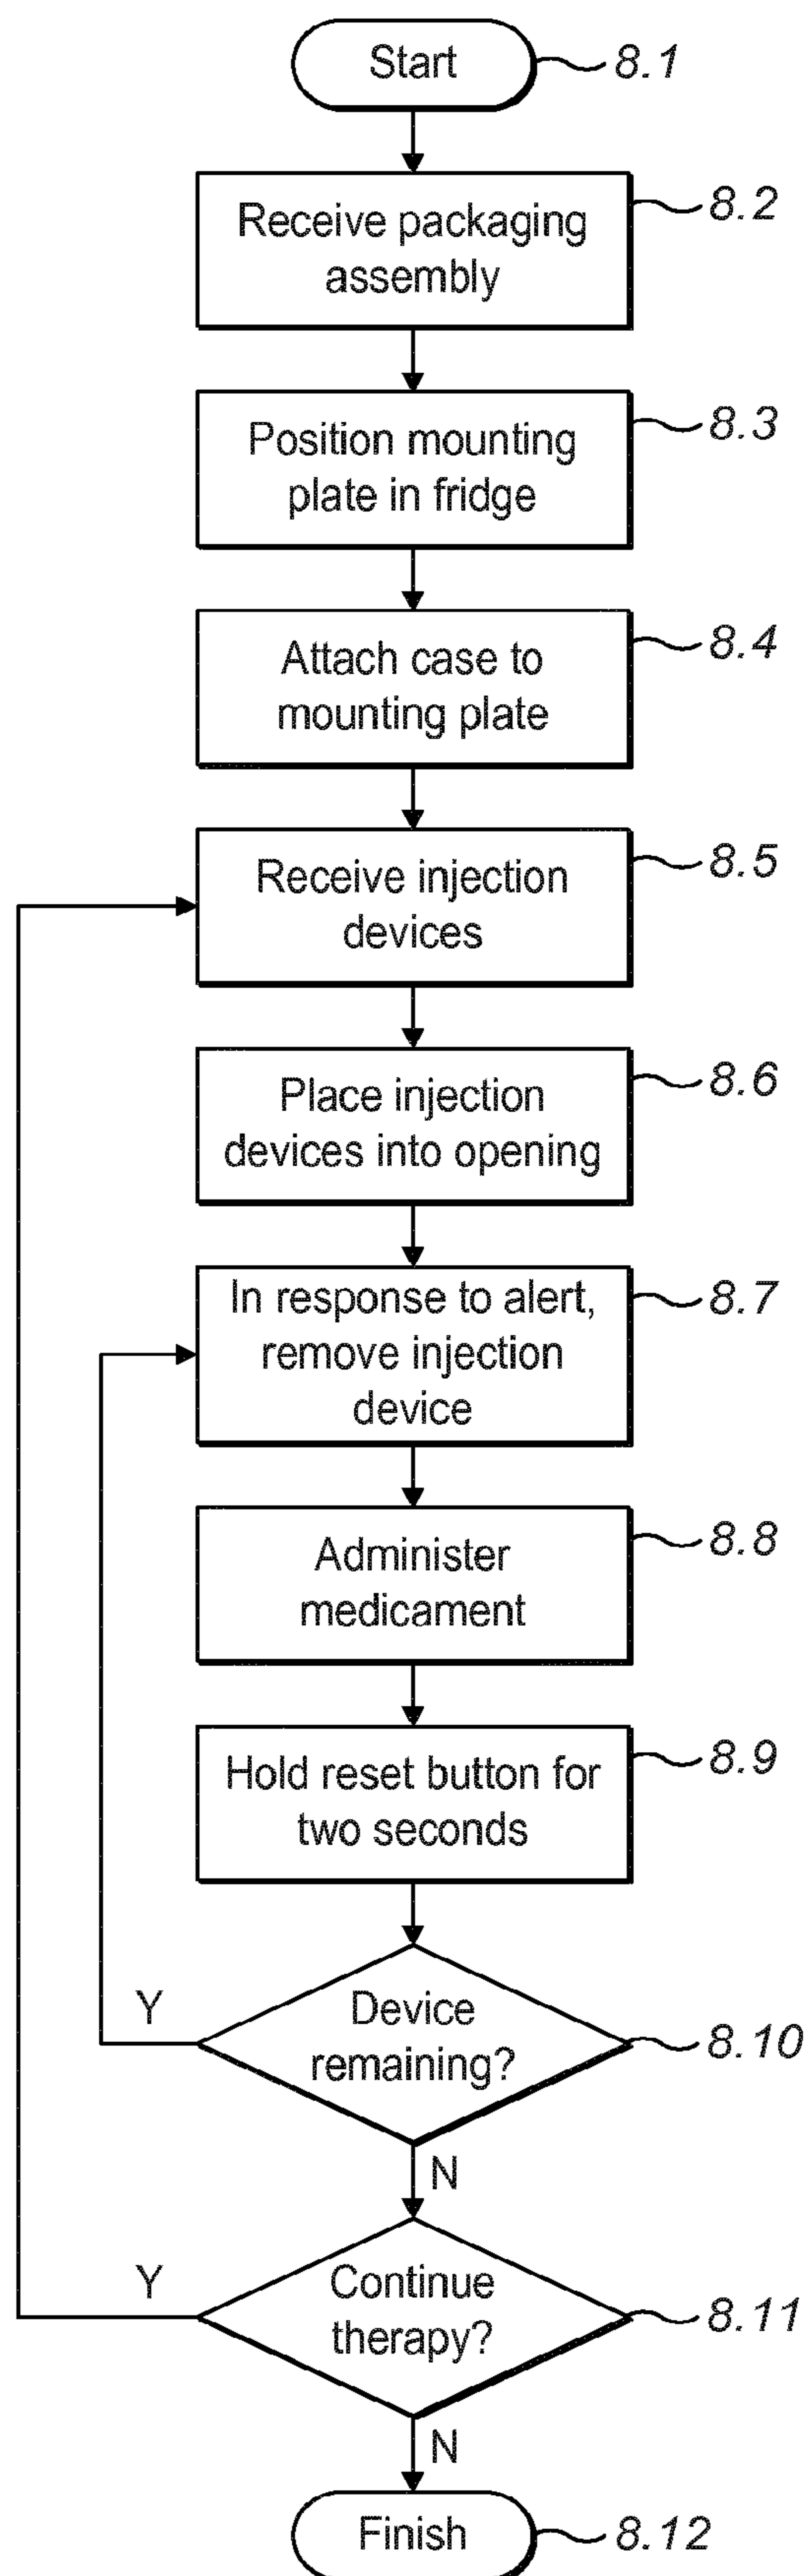 Start
8.1
Receive packaging
assembly
8.2
Position mounting
plate in fridge
8.3
Attach case to
mounting plate
8.4
Receive injection
devices
8.5
Place injection
devices into opening
8.6
In response to alert,
remove injection
device
8.7
Administer
medicament
8.8
Hold reset button for
two seconds
8.9
Device
remaining?
8.10
Y
N
Continue
therapy?
8.11
Y
N
Finish
8.12